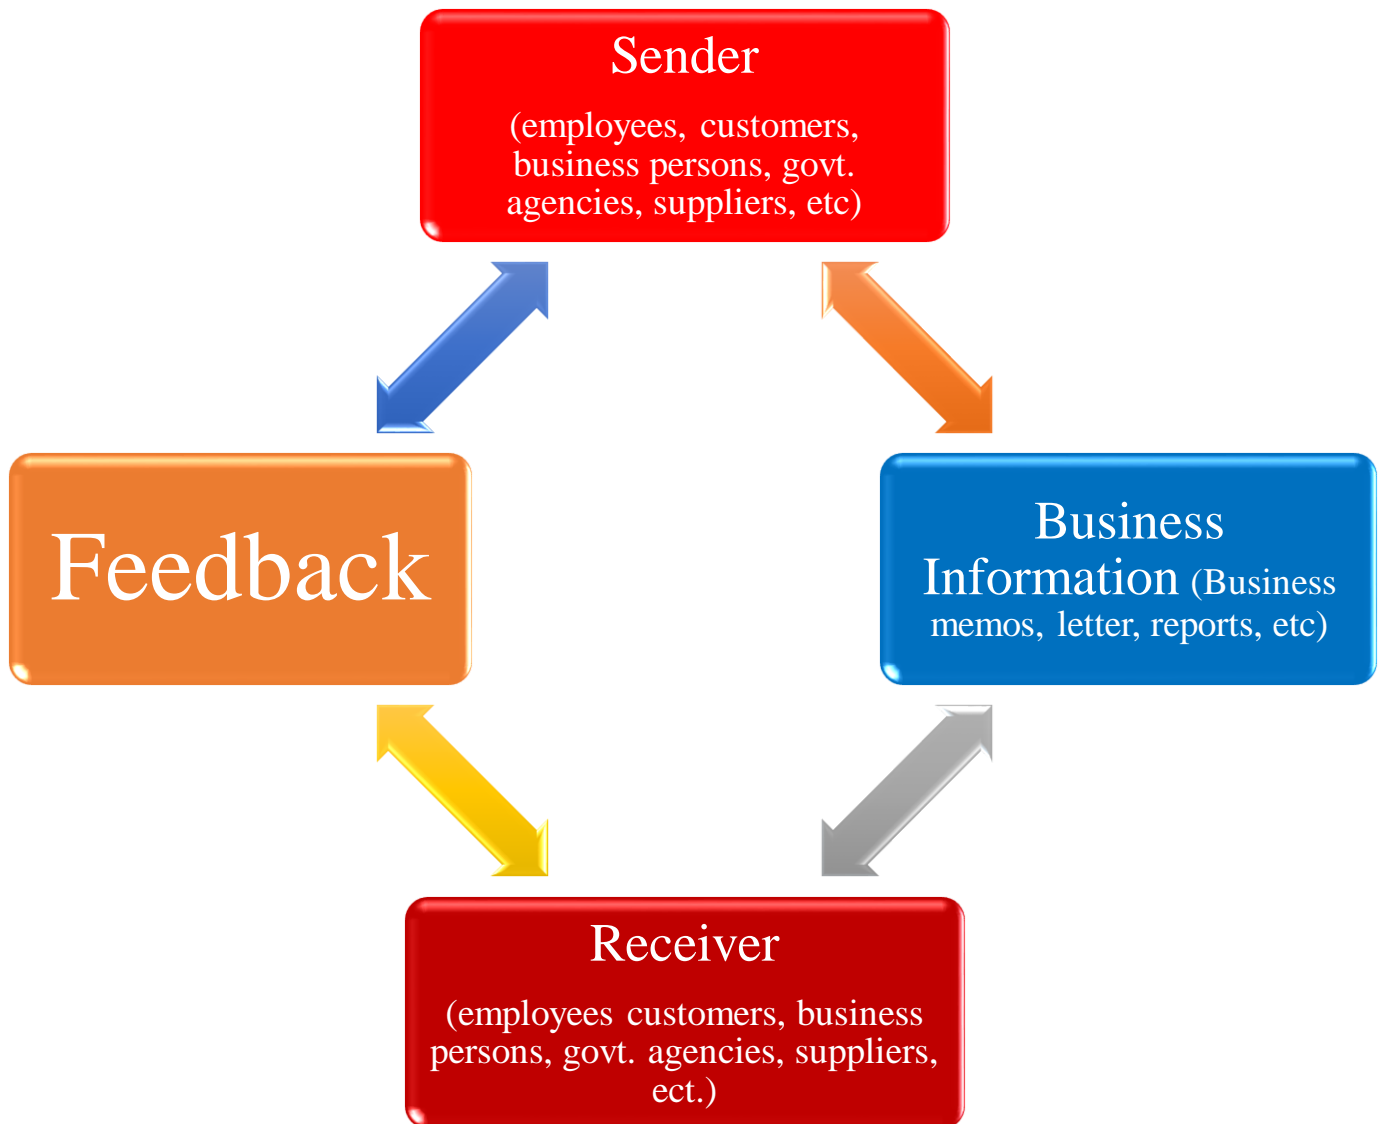 Sender
(employees, customers,
business persons, govt.
agencies, suppliers, etc)
Feedback
Business
Information (Business
memos, letter, reports, etc)
Receiver
(employees customers, business
persons, govt. agencies, suppliers,
ect.)